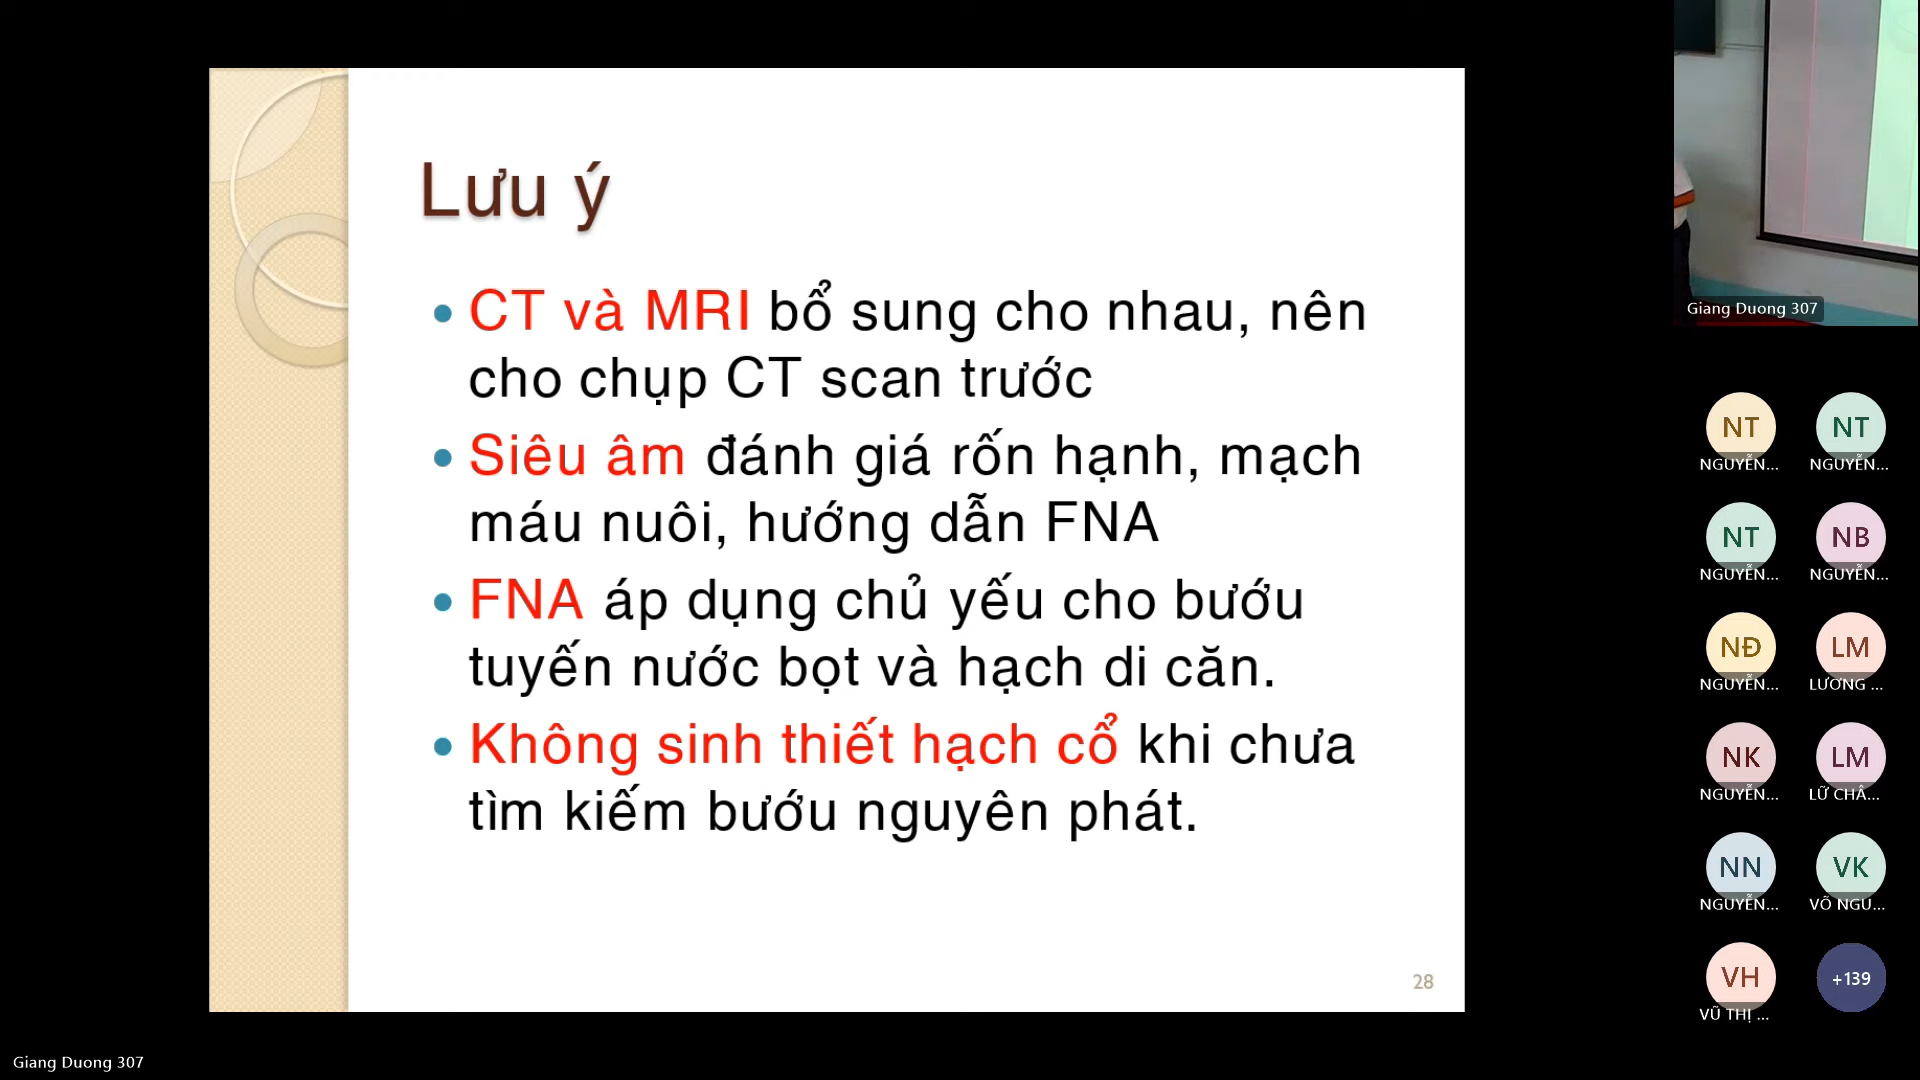 Lưu ý
CT và MRI bổ sung cho nhau, nên
cho chụp CT scan trước
Siêu âm đánh giá rốn hạnh, mạch
máu nuôi, hướng dẫn FNA
FNA áp dụng chủ yếu cho bướu
tuyến nước bọt và hạch di căn.
Không sinh thiết hạch cổ khi chưa
tìm kiếm bướu nguyên phát.
28
Giang Duong 307
NT NT
NGUYỄN... NGUYỄN...
NT NB
NGUYỄN... NGUYỄN...
NĐ LM
NGUYỄN... LƯƠNG ...
NK LM
NGUYỄN... LỮ CHÂ...
NN VK
NGUYỄN... VÕ NGU...
VH +139
VŨ THỊ ...
Giang Duong 307